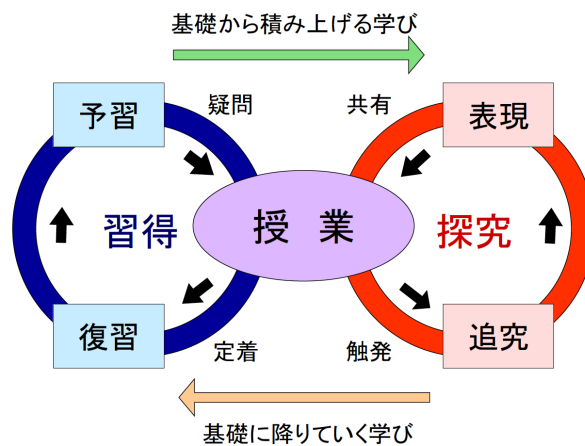 基礎から積み上げる学び
予習
疑問
共有
表現
習得
授　業
探究
復習
定着
触発
追究
基礎に降りていく学び